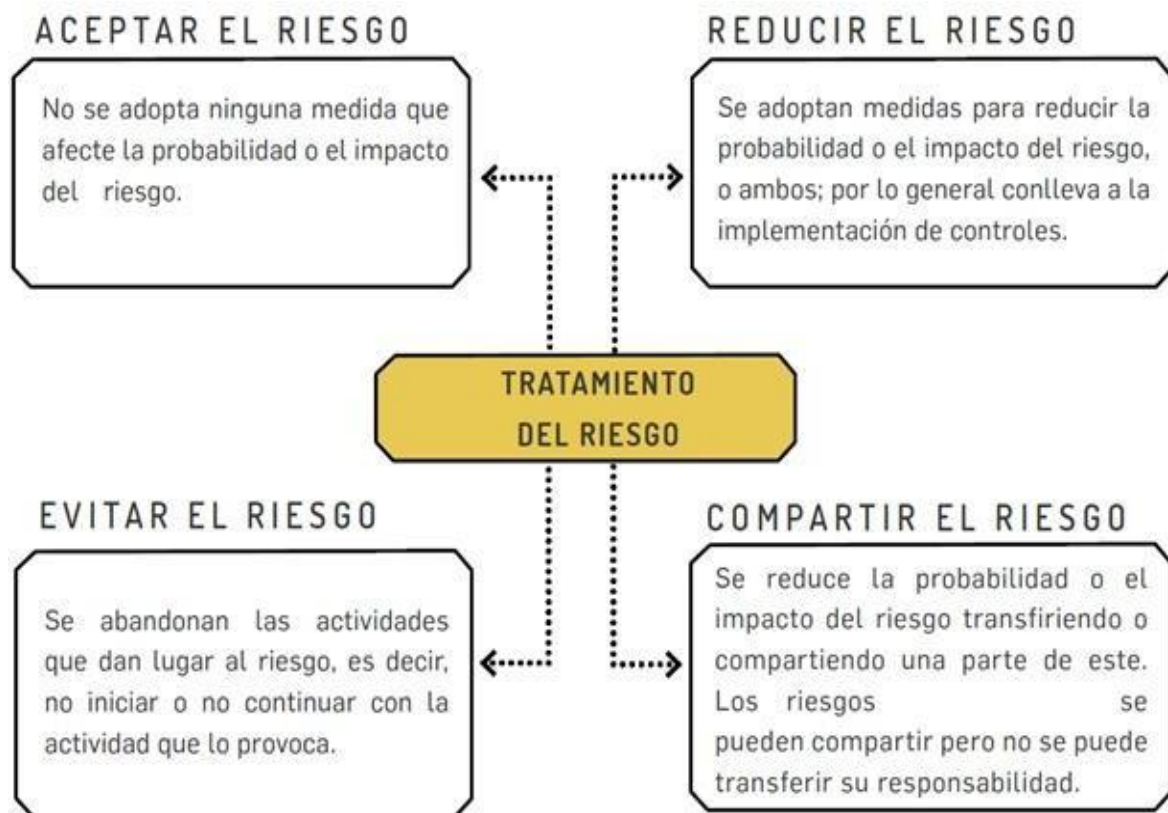 ACEPTAR EL RIESGO
No se adopta ninguna medida que
afecte la probabilidad o el impacto
del riesgo.
REDUCIR EL RIESGO
Se adoptan medidas para reducir la
probabilidad o el impacto del riesgo,
o ambos; por lo general conlleva a la
implementación de controles.
TRATAMIENTO
DEL RIESGO
EVITAR EL RIESGO
Se abandonan las actividades
que dan lugar al riesgo, es decir,
no iniciar o no continuar con la
actividad que lo provoca.
COMPARTIR EL RIESGO
Se reduce la probabilidad o el
impacto del riesgo transfiriendo o
compartiendo una parte de este.
Los riesgos se
pueden compartir pero no se puede
transferir su responsabilidad.